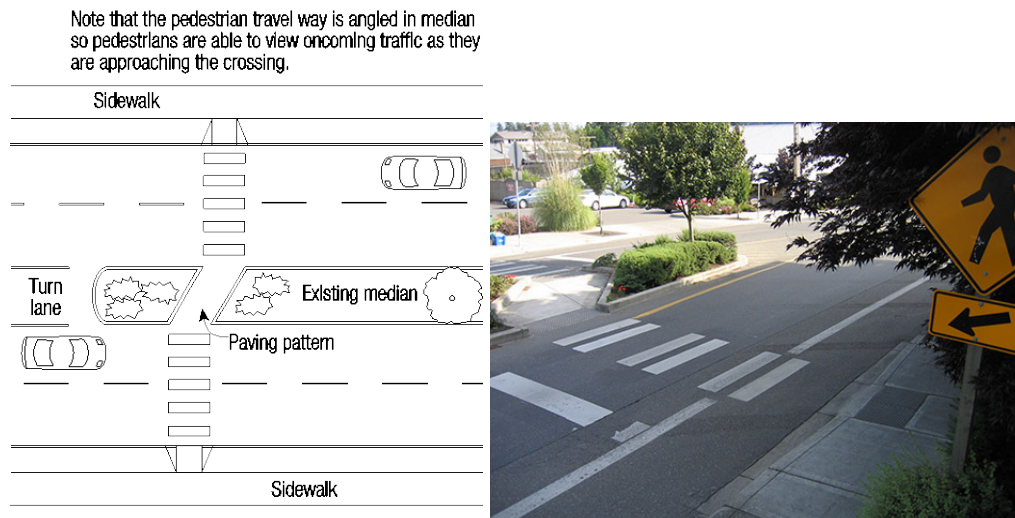 Note that the pedestrian travel way is angled in median
so pedestrians are able to view oncoming traffic as they
are approaching the crossing.
Sidewalk
Turn
lane
Existing median
Paving pattern
Sidewalk